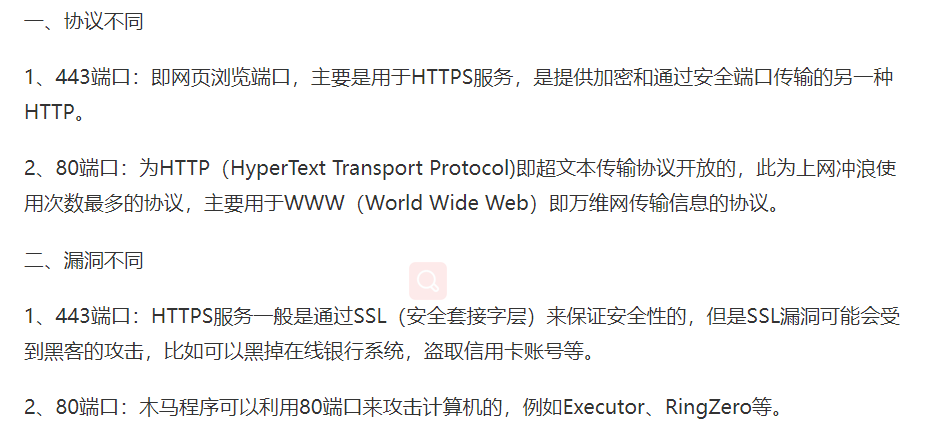 一、协议不同
1、443端口：即网页浏览端口，主要是用于HTTPS服务，是提供加密和通过安全端口传输的另一种
HTTP。
2、80端口：为HTTP（HyperText Transport Protocol)即超文本传输协议开放的，此为上网冲浪使
用次数最多的协议，主要用于WWW（World Wide Web）即万维网传输信息的协议。
二、漏洞不同
1、443端口：HTTPS服务一般是通过SSL（安全套接字层）来保证安全性的，但是SSL漏洞可能会受
到黑客的攻击，比如可以黑掉在线银行系统，盗取信用卡账号等。
2、80端口：木马程序可以利用80端口来攻击计算机的，例如Executor、RingZero等。